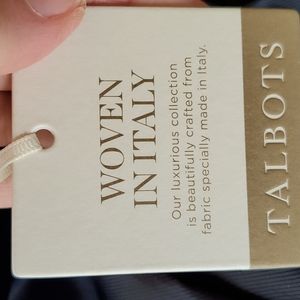 WOVEN
IN ITALY
Our luxurious collection
is beautifully crafted from
fabric specially made in Italy.
TALBOTS